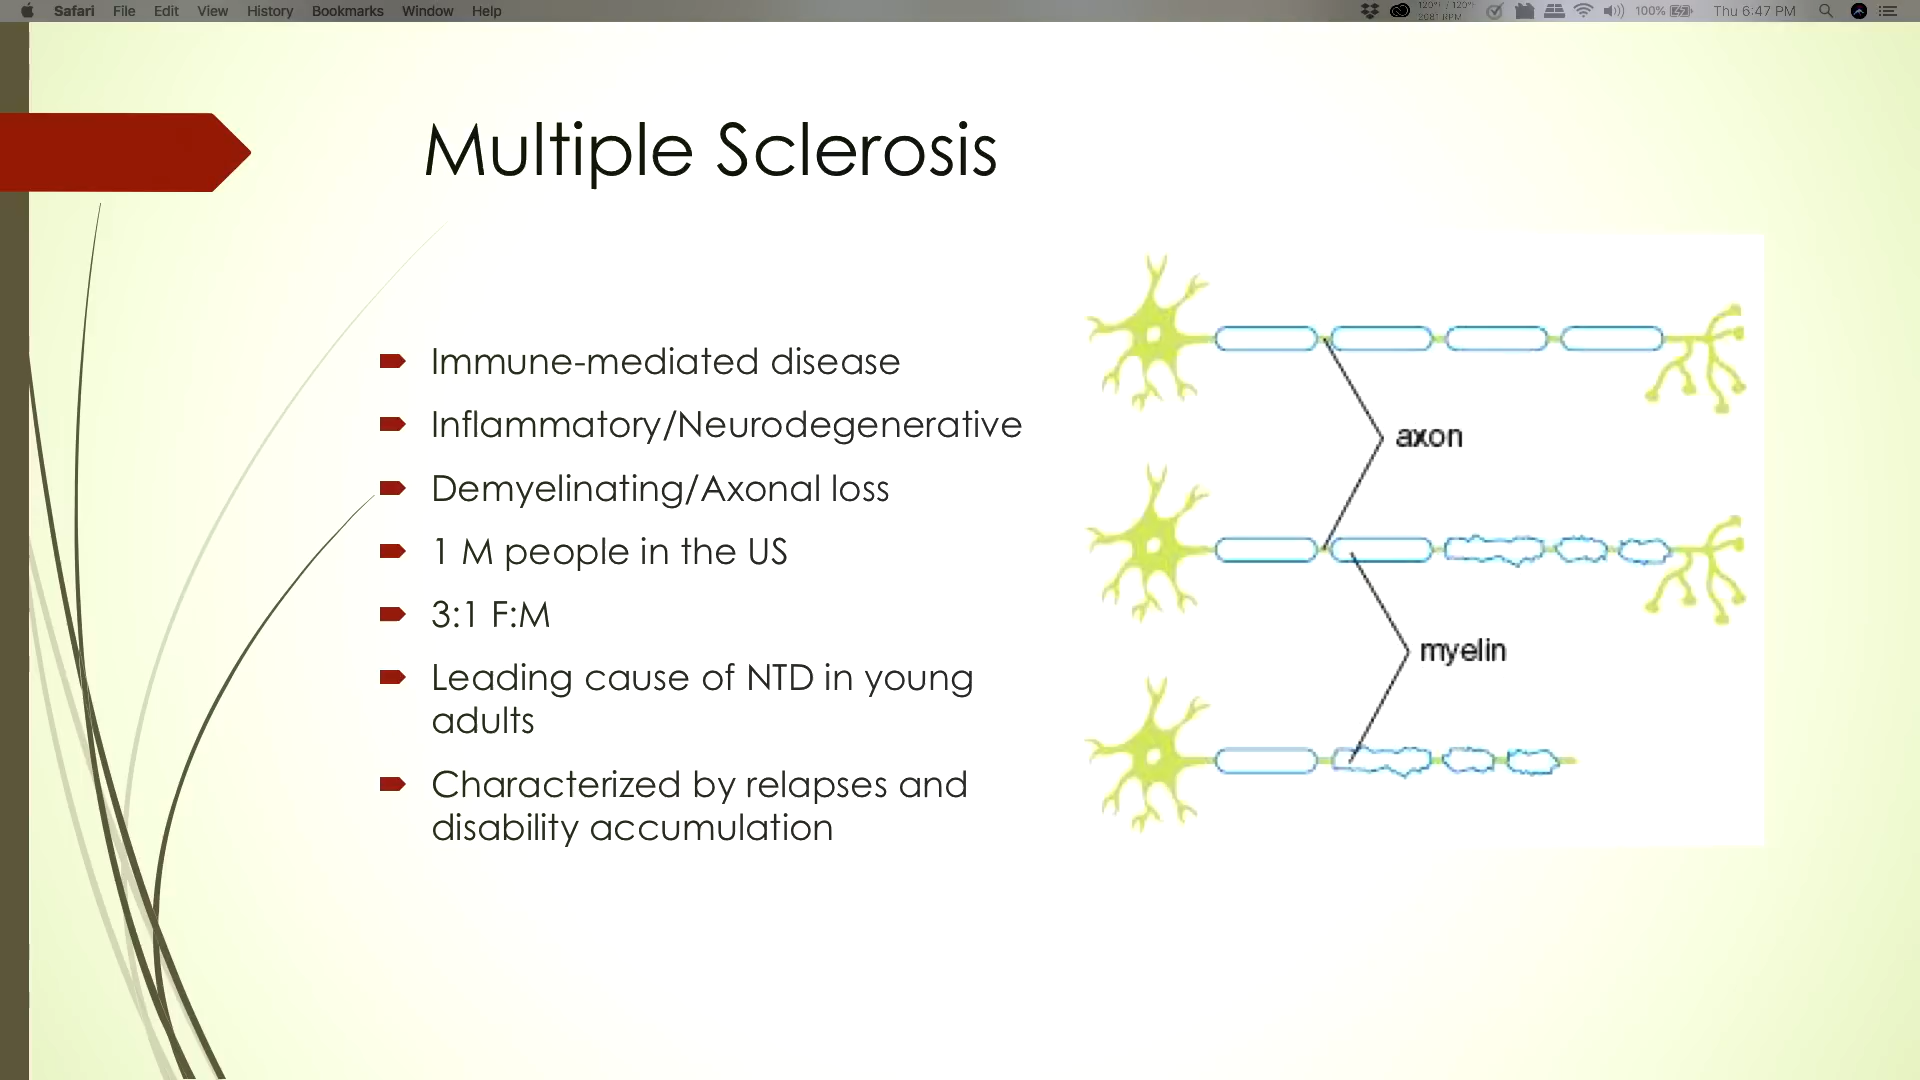 Safari File Edit View History Bookmarks Window Help 100% Thu 6:47 PM
Multiple Sclerosis
Immune-mediated disease
Inflammatory/Neurodegenerative
Demyelinating/Axonal loss
1 M people in the US
3:1 F:M
Leading cause of NTD in young
adults
Characterized by relapses and
disability accumulation
axon
myelin